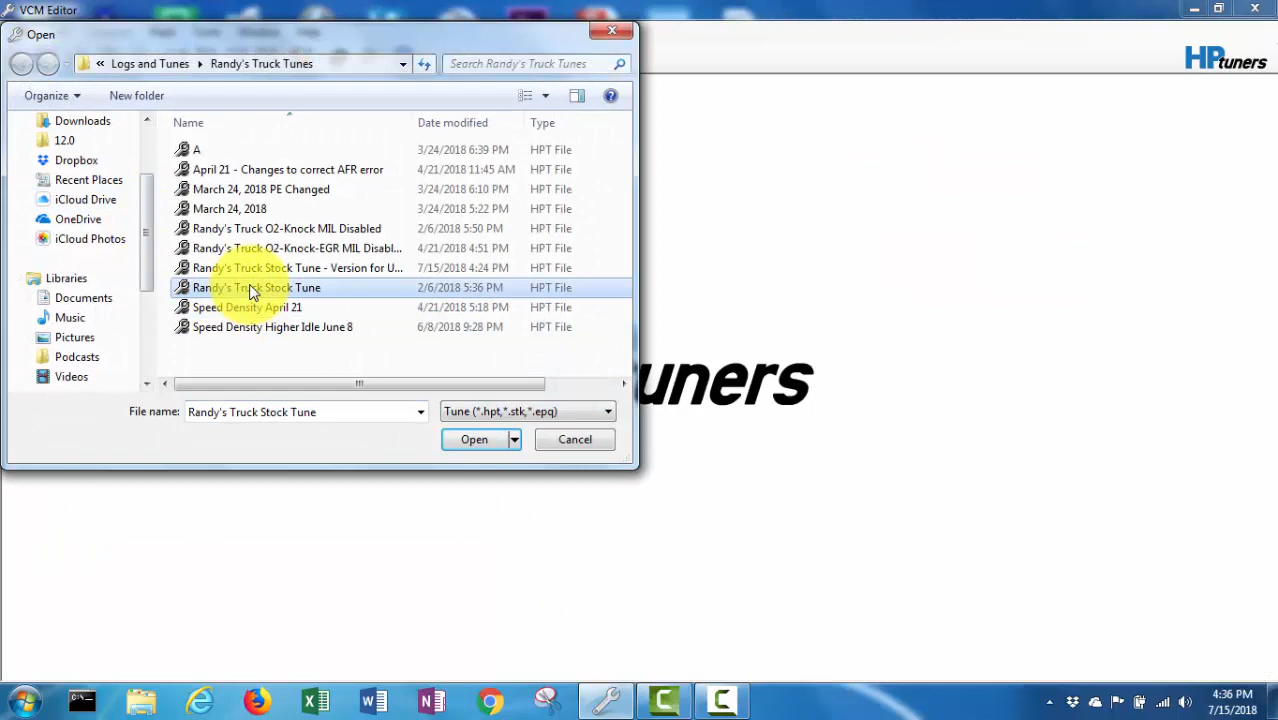 VCM Editor
Open
« Logs and Tunes Randy's Truck Tunes
Search Randy's Truck Tunes
HPtuners
Organize New folder
Name Date modified Type
Downloads
12.0
Dropbox
Recent Places
iCloud Drive
OneDrive
iCloud Photos
Libraries
Documents
Music
Pictures
Podcasts
Videos
A 3/24/2018 6:39 PM HPT File
April 21 - Changes to correct AFR error 4/21/2018 11:45 AM HPT File
March 24, 2018 PE Changed 3/24/2018 6:10 PM HPT File
March 24, 2018 3/24/2018 5:22 PM HPT File
Randy's Truck O2-Knock MIL Disabled 2/6/2018 5:50 PM HPT File
Randy's Truck O2-Knock-EGR MIL Disabl... 4/21/2018 4:51 PM HPT File
Randy's Truck Stock Tune - Version for U... 7/15/2018 4:24 PM HPT File
Randy's Truck Stock Tune 2/6/2018 5:36 PM HPT File
Speed Density April 21 4/21/2018 5:18 PM HPT File
Speed Density Higher Idle June 8 6/8/2018 9:28 PM HPT File
uners
File name: Randy's Truck Stock Tune Tune (*.hpt,*.stk,*.epq)
Open Cancel
4:36 PM
7/15/2018